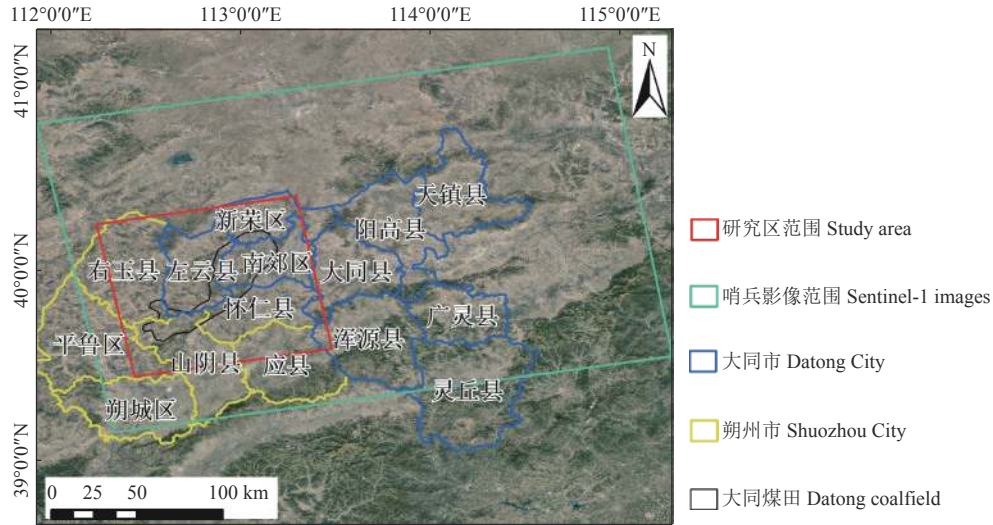 112°0′0″E 113°0′0″E 114°0′0″E 115°0′0″E
41°0′0″N
40°0′0″N
39°0′0″N
N
天镇县
新荣区
阳高县
右玉县
左云县
南郊区
大同县
怀仁县
广灵县
平鲁区
浑源县
山阴县
应县
灵丘县
朔城区
0 25 50 100 km
研究区范围 Study area
哨兵影像范围 Sentinel-1 images
大同市 Datong City
朔州市 Shuozhou City
大同煤田 Datong coalfield